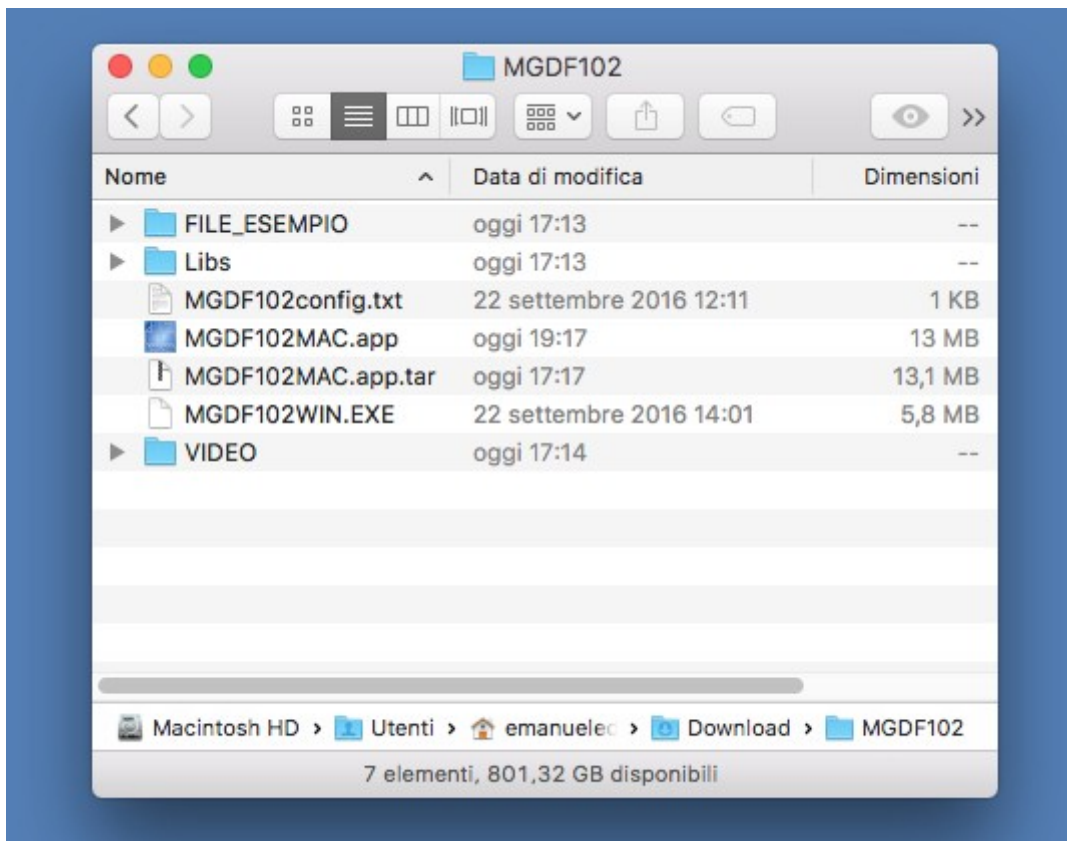 MGDF102
Nome Data di modifica Dimensioni
FILE_ESEMPIO oggi 17:13 --
Libs oggi 17:13 --
MGDF102config.txt 22 settembre 2016 12:11 1 KB
MGDF102MAC.app oggi 19:17 13 MB
MGDF102MAC.app.tar oggi 17:17 13,1 MB
MGDF102WIN.EXE 22 settembre 2016 14:01 5,8 MB
VIDEO oggi 17:14 --
Macintosh HD › Utenti › › Download › MGDF102
7 elementi, 801,32 GB disponibili